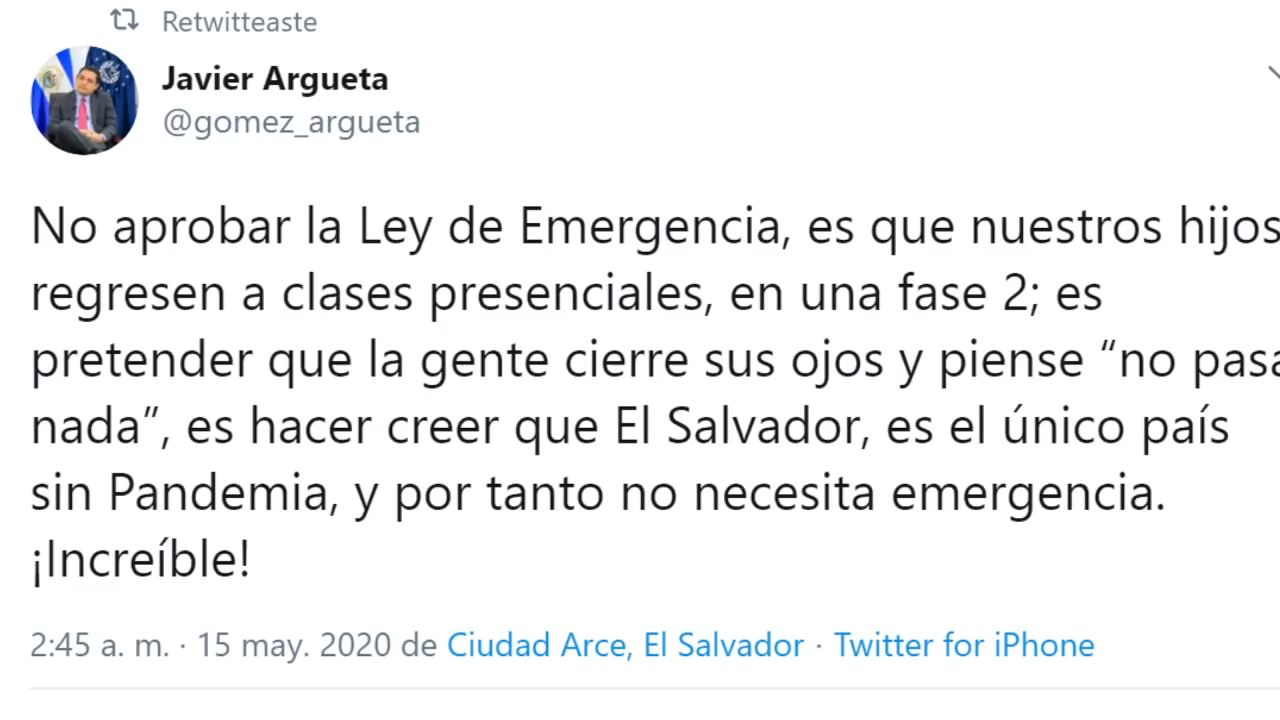 Retwitteaste
Javier Argueta
@gomez_argueta
No aprobar la Ley de Emergencia, es que nuestros hijos
regresen a clases presenciales, en una fase 2; es
pretender que la gente cierre sus ojos y piense “no pasa
nada”, es hacer creer que El Salvador, es el único país
sin Pandemia, y por tanto no necesita emergencia.
¡Increíble!
2:45 a. m. · 15 may. 2020 de Ciudad Arce, El Salvador · Twitter for iPhone